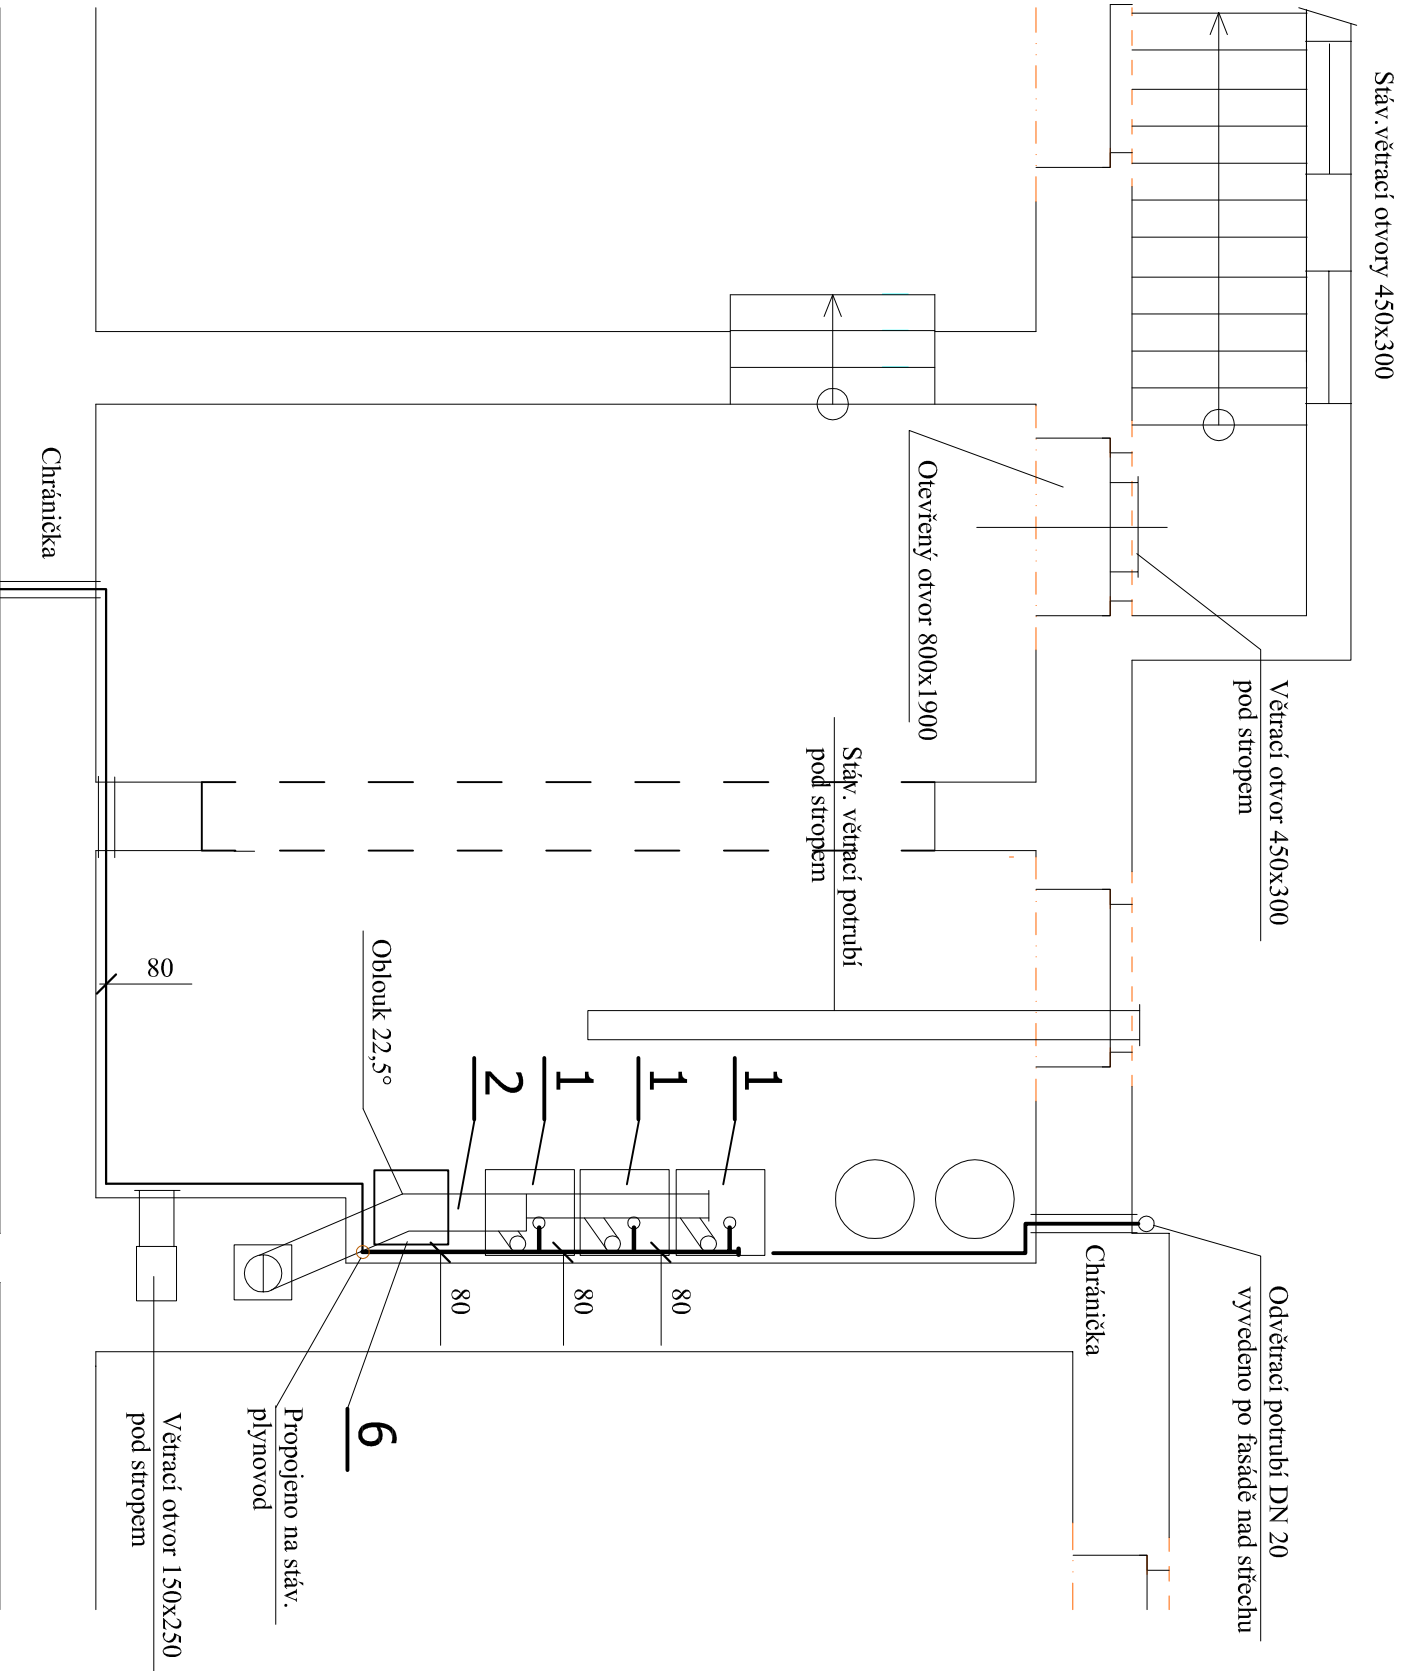 Stáv.větrací otvory 450x300
Větrací otvor 450x300
pod stropem
Odvětrací potrubí DN 20
vyvedeno po fasádě nad střechu
Chránička
Otevřený otvor 800x1900
Stáv. větrací potrubí
pod stropem
1
1
1
2
Oblouk 22,5°
80
80
80
6
Propojeno na stáv.
plynovod
80
Větrací otvor 150x250
pod stropem
Chránička